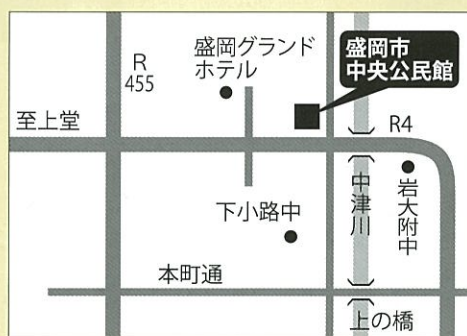 盛岡グランド
ホテル
盛岡市
中央公民館
R
455
至上堂
R4
中津川
岩大附中
下小路中
本町通
上の橋